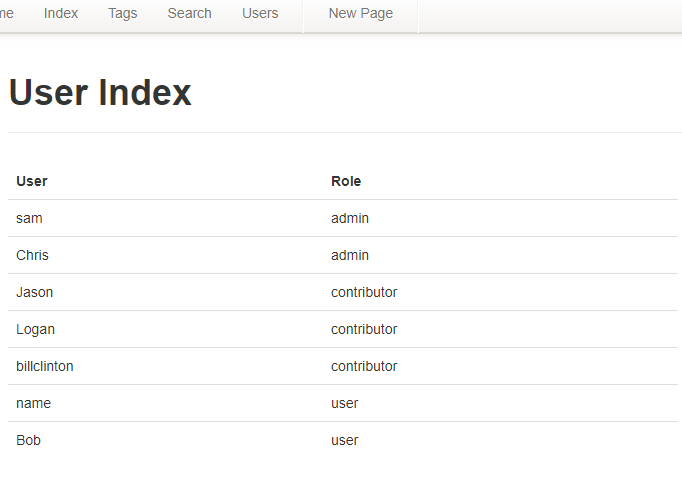 me Index Tags Search Users New Page
User Index
User Role
sam admin
Chris admin
Jason contributor
Logan contributor
billclinton contributor
name user
Bob user